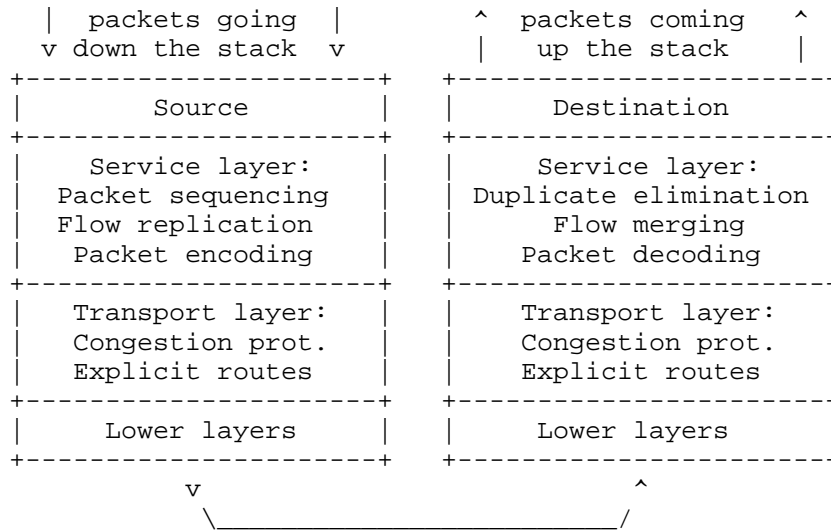 |  packets going  |        ^  packets coming   ^
v down the stack  v        |   up the stack    |
+-----------------------+   +-----------------------
|        Source         |   |      Destination
+-----------------------+   +-----------------------
|    Service layer:     |   |    Service layer:
|  Packet sequencing    |   | Duplicate elimination
|  Flow replication     |   |     Flow merging
|   Packet encoding     |   |   Packet decoding
+-----------------------+   +-----------------------
|   Transport layer:    |   |   Transport layer:
|   Congestion prot.    |   |   Congestion prot.
|   Explicit routes     |   |   Explicit routes
+-----------------------+   +-----------------------
|     Lower layers      |   |     Lower layers
+-----------------------+   +-----------------------
v                           ^
\_________________________/